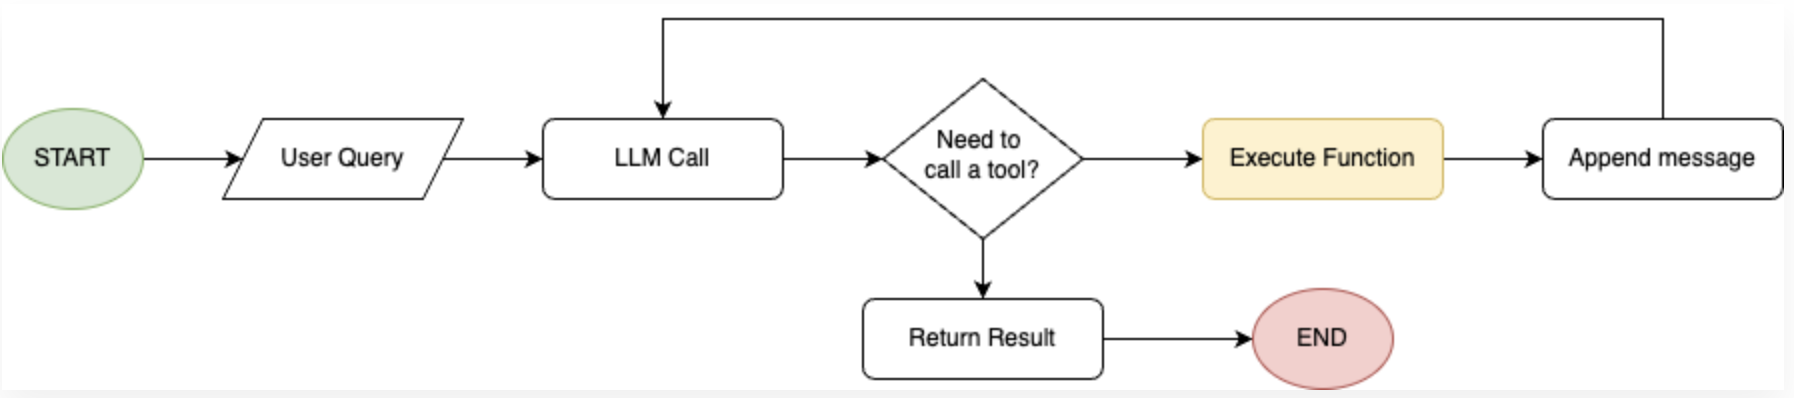 START
User Query
LLM Call
Need to
call a tool?
Execute Function
Append message
Return Result
END